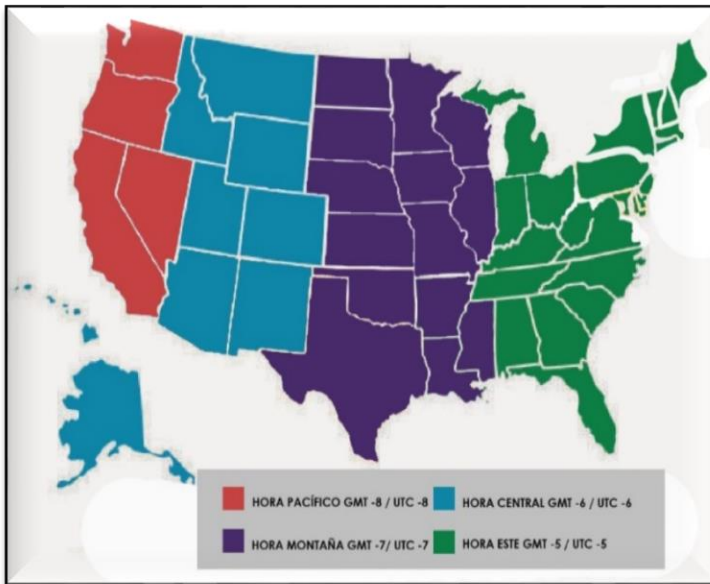 HORA PACÍFICO GMT -8 / UTC -8
HORA CENTRAL GMT -6 / UTC -6
HORA MONTAÑA GMT -7/ UTC -7
HORA ESTE GMT -5 / UTC -5